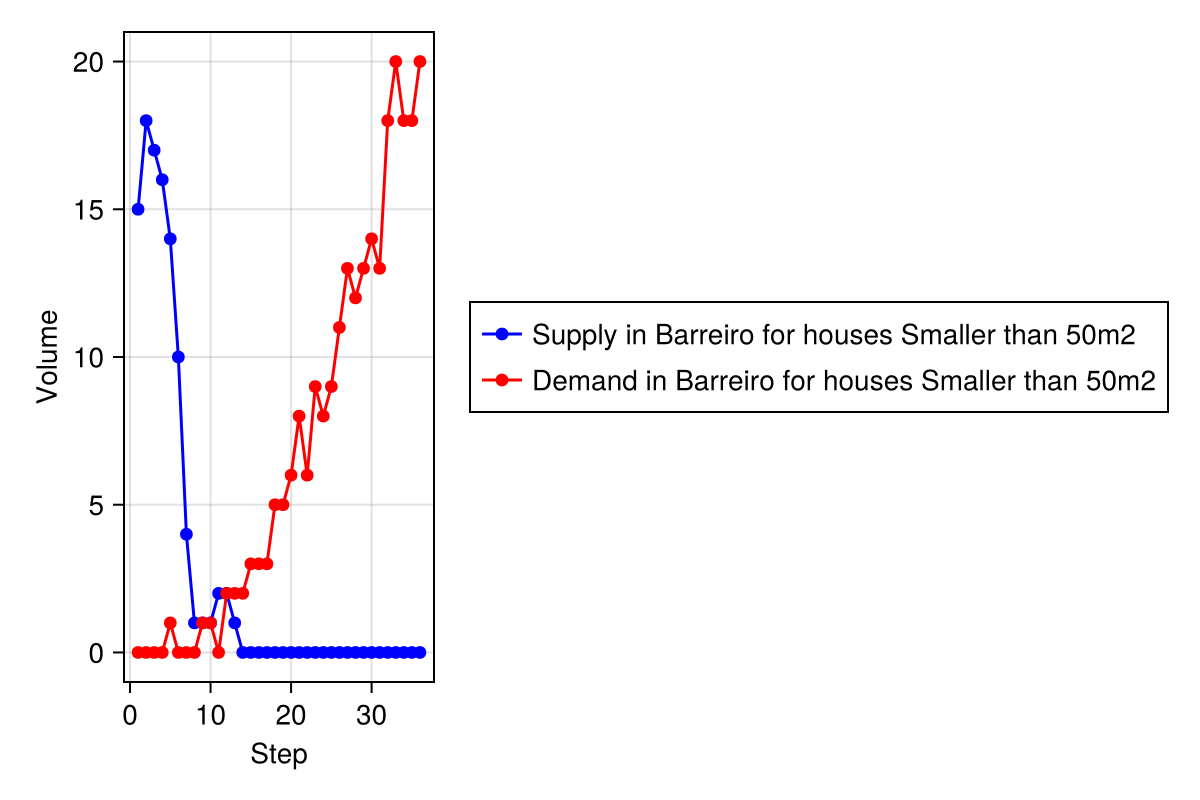 20
15
10
5
0
Volume
0 10 20 30
Step
Supply in Barreiro for houses Smaller than 50m2
Demand in Barreiro for houses Smaller than 50m2